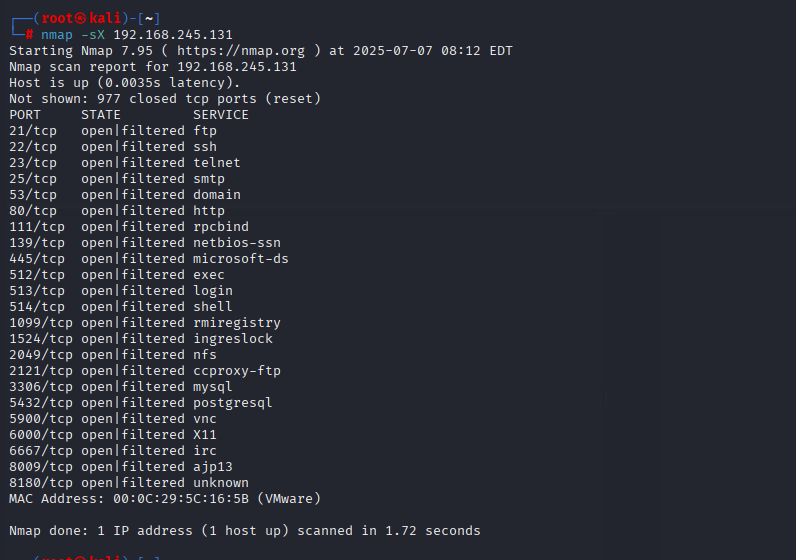 ┌──(root㉿kali)-[~]
└─# nmap -sX 192.168.245.131
Starting Nmap 7.95 ( https://nmap.org ) at 2025-07-07 08:12 EDT
Nmap scan report for 192.168.245.131
Host is up (0.0035s latency).
Not shown: 977 closed tcp ports (reset)
PORT     STATE         SERVICE
21/tcp   open|filtered ftp
22/tcp   open|filtered ssh
23/tcp   open|filtered telnet
25/tcp   open|filtered smtp
53/tcp   open|filtered domain
80/tcp   open|filtered http
111/tcp  open|filtered rpcbind
139/tcp  open|filtered netbios-ssn
445/tcp  open|filtered microsoft-ds
512/tcp  open|filtered exec
513/tcp  open|filtered login
514/tcp  open|filtered shell
1099/tcp open|filtered rmiregistry
1524/tcp open|filtered ingreslock
2049/tcp open|filtered nfs
2121/tcp open|filtered ccproxy-ftp
3306/tcp open|filtered mysql
5432/tcp open|filtered postgresql
5900/tcp open|filtered vnc
6000/tcp open|filtered X11
6667/tcp open|filtered irc
8009/tcp open|filtered ajp13
8180/tcp open|filtered unknown
MAC Address: 00:0C:29:5C:16:5B (VMware)
Nmap done: 1 IP address (1 host up) scanned in 1.72 seconds